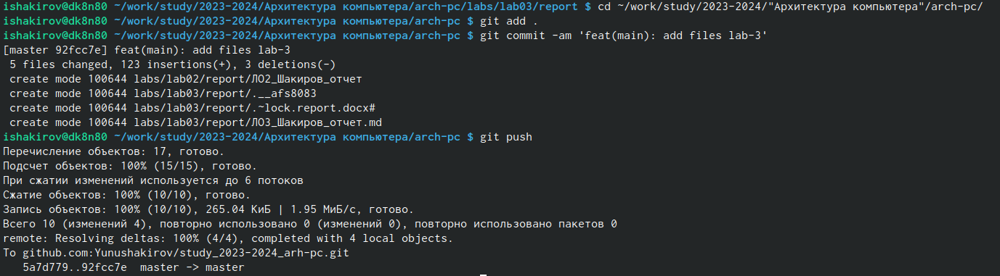 ishakirov@dk8n80 ~/work/study/2023-2024/Архитектура компьютера/arch-pc/labs/lab03/report $ cd ~/work/study/2023-2024/"Архитектура компьютера"/arch-pc/
ishakirov@dk8n80 ~/work/study/2023-2024/Архитектура компьютера/arch-pc $ git add .
ishakirov@dk8n80 ~/work/study/2023-2024/Архитектура компьютера/arch-pc $ git commit -am 'feat(main): add files lab-3'
[master 92fcc7e] feat(main): add files lab-3
 5 files changed, 123 insertions(+), 3 deletions(-)
 create mode 100644 labs/lab02/report/ЛО2_Шакиров_отчет
 create mode 100644 labs/lab03/report/.__afs8083
 create mode 100644 labs/lab03/report/.~lock.report.docx#
 create mode 100644 labs/lab03/report/ЛО3_Шакиров_отчет.md
ishakirov@dk8n80 ~/work/study/2023-2024/Архитектура компьютера/arch-pc $ git push
Перечисление объектов: 17, готово.
Подсчет объектов: 100% (15/15), готово.
При сжатии изменений используется до 6 потоков
Сжатие объектов: 100% (10/10), готово.
Запись объектов: 100% (10/10), 265.04 КиБ | 1.95 МиБ/с, готово.
Всего 10 (изменений 4), повторно использовано 0 (изменений 0), повторно использовано пакетов 0
remote: Resolving deltas: 100% (4/4), completed with 4 local objects.
To github.com:Yunushakirov/study_2023-2024_arh-pc.git
   5a7d779..92fcc7e  master -> master